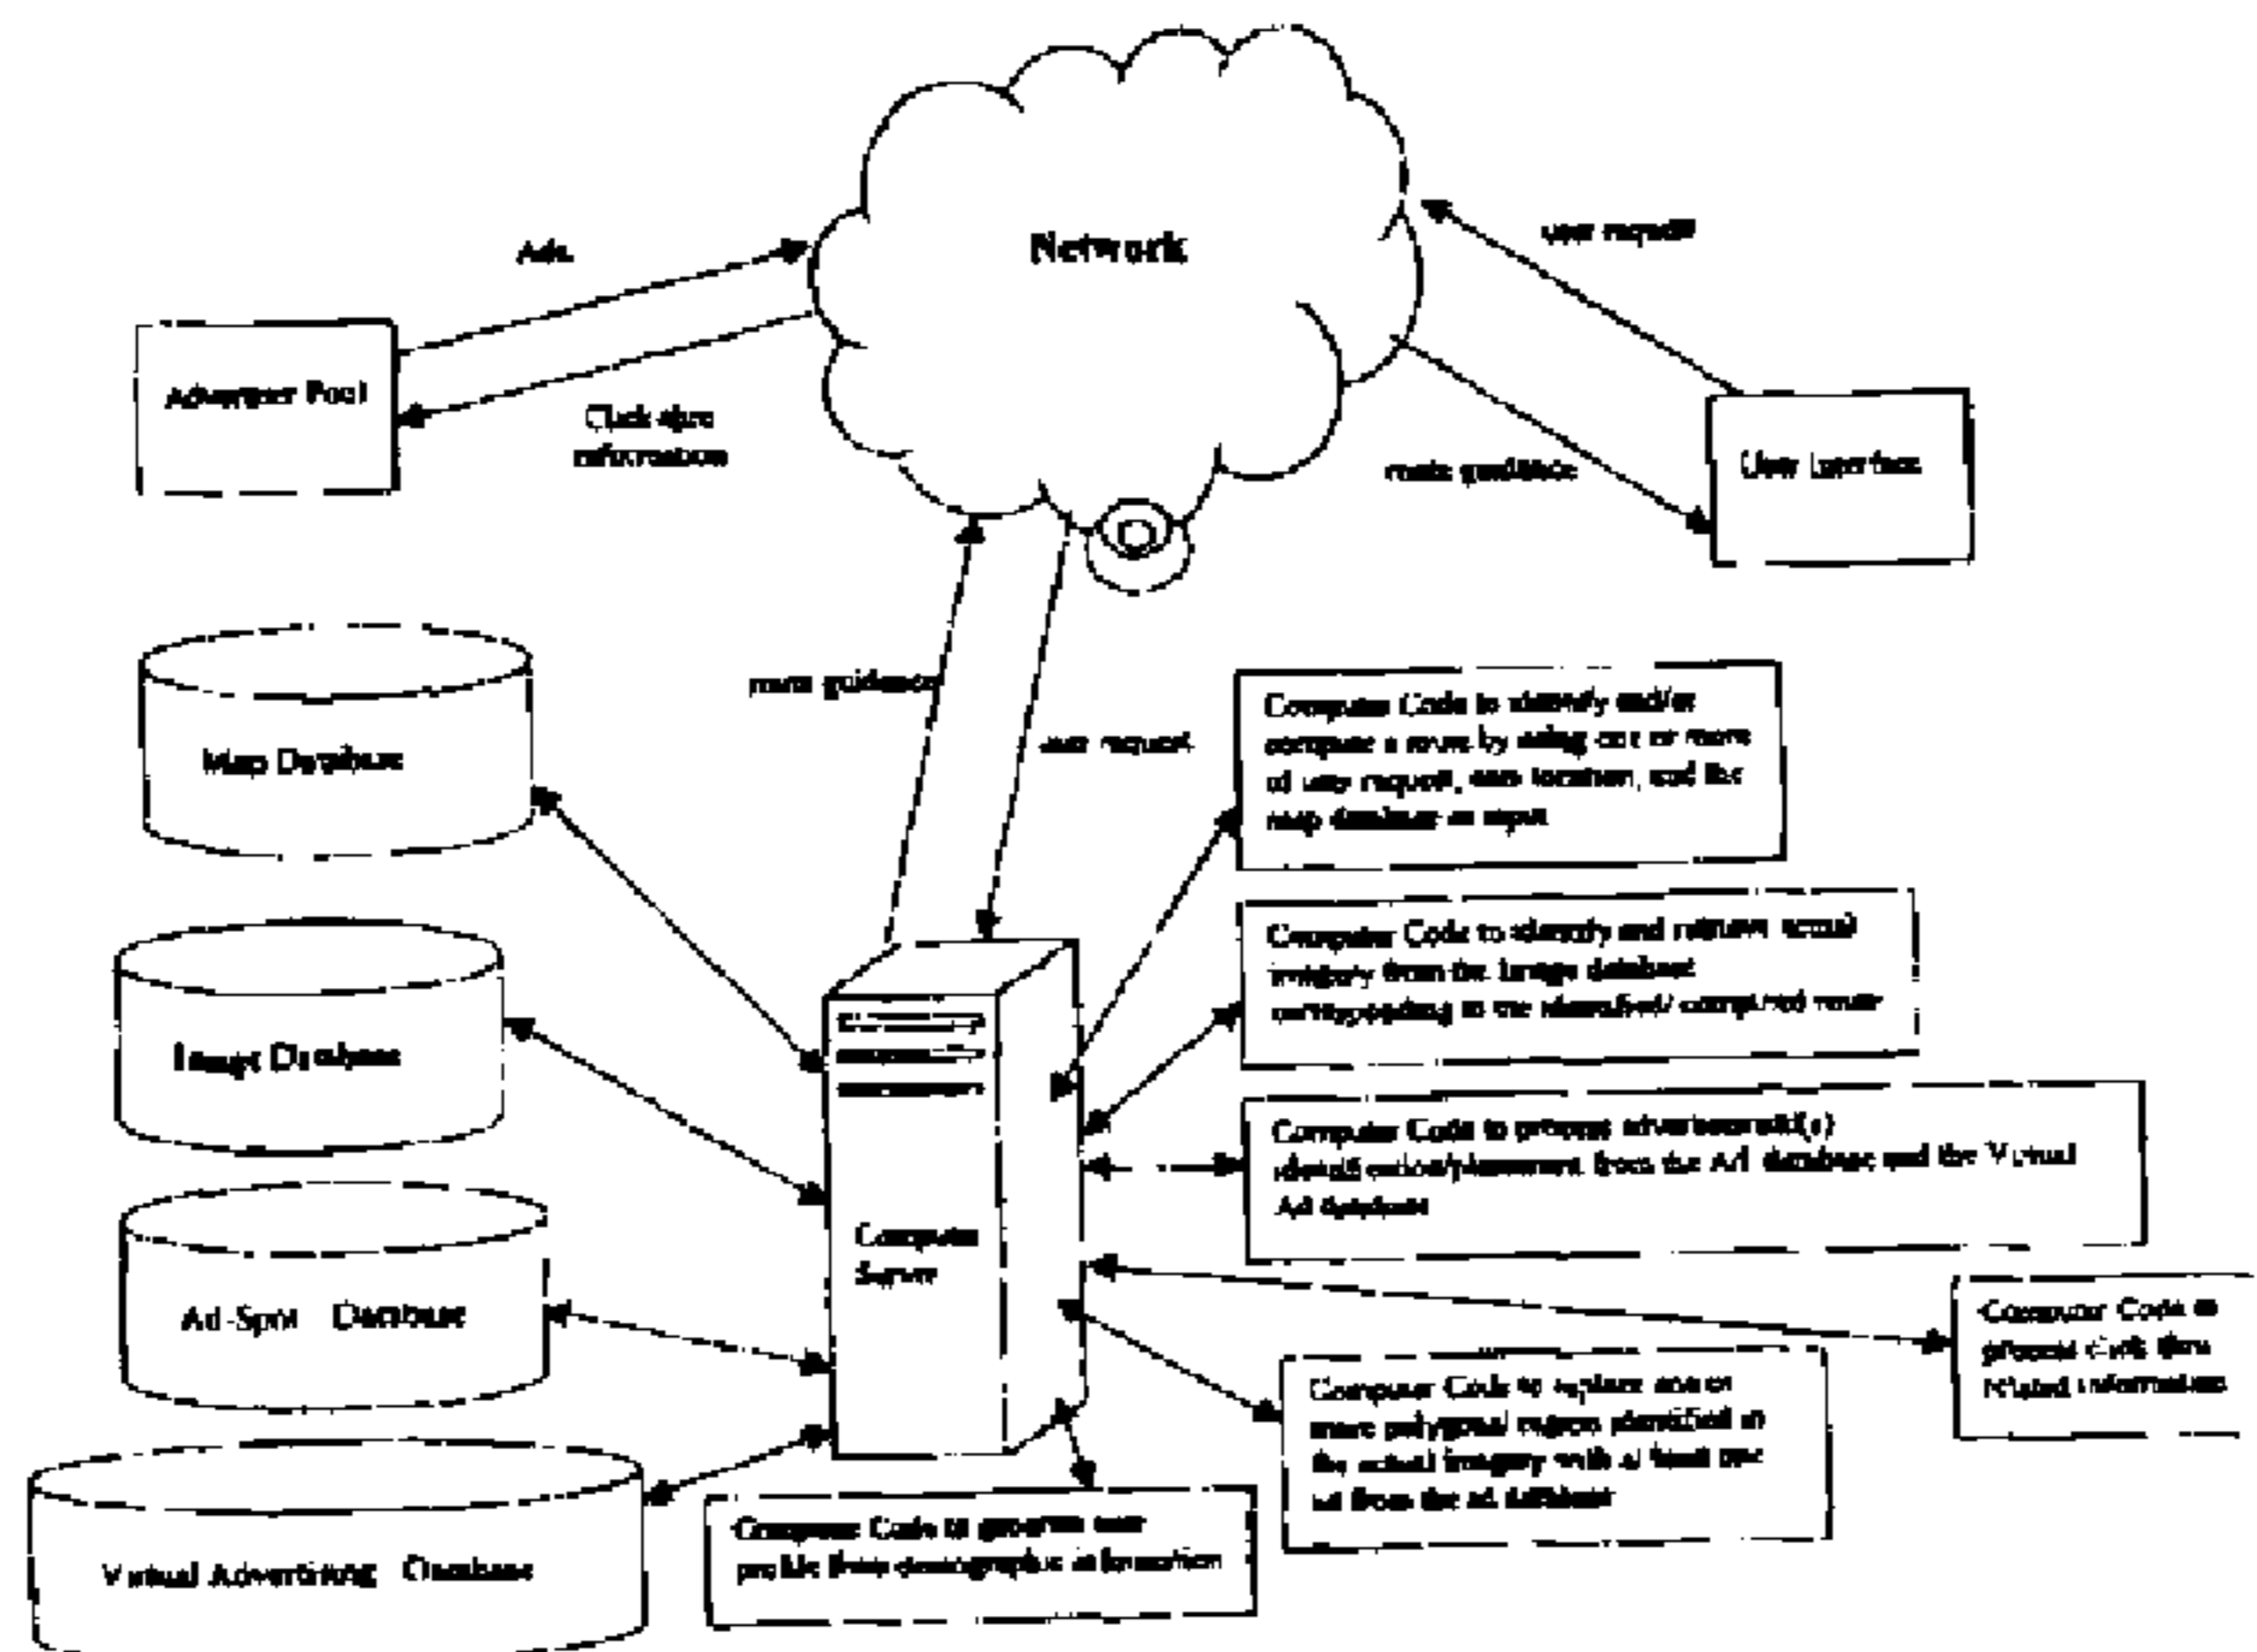 Network
Ads
user request
Advertiser Pool
Click thru
information
route guidance
User Interface
route guidance
user request
Map Database
Computer Code to identify and/or
compute a route by using one or more
of user request, user location, and the
map database as input
Computer Code to identify and retrieve actual
imagery from the Image database
corresponding to the identified/ computed route
Image Database
Computer Code to process advertisement(s)
identification/placement from the Ad database and the Virtual
Ad database
Computer
Server
Ad-Spot Database
Computer Code to
process click thru
related information
Computer Code to replace one or
more polygonal regions identified in
the actual imagery with at least one
ad from the ad database
Computer Code to generate user
profile from demographic information
Virtual Advertising Database